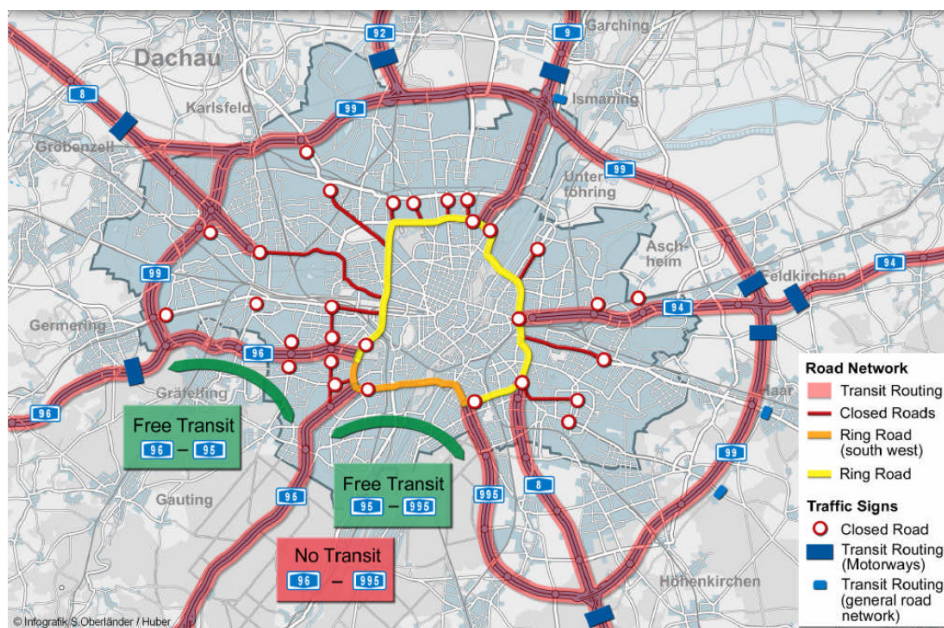 92
9
Garching
Dachau
8
Karlsfeld
99
Ismaning
Gröbenzell
Unter
föhring
99
Asch-
heim
99
Feldkirchen
94
94
Germering
96
Gräfelfing
96
Free Transit
96 – 95
Haar
99
Gauting
95
Free Transit
95 – 995
995
8
No Transit
96 – 995
Höhenkirchen
Road Network
Transit Routing
Closed Roads
Ring Road
(south west)
Ring Road
Traffic Signs
Closed Road
Transit Routing
(Motorways)
Transit Routing
(general road
network)
© Infografik S.Oberländer / Huber